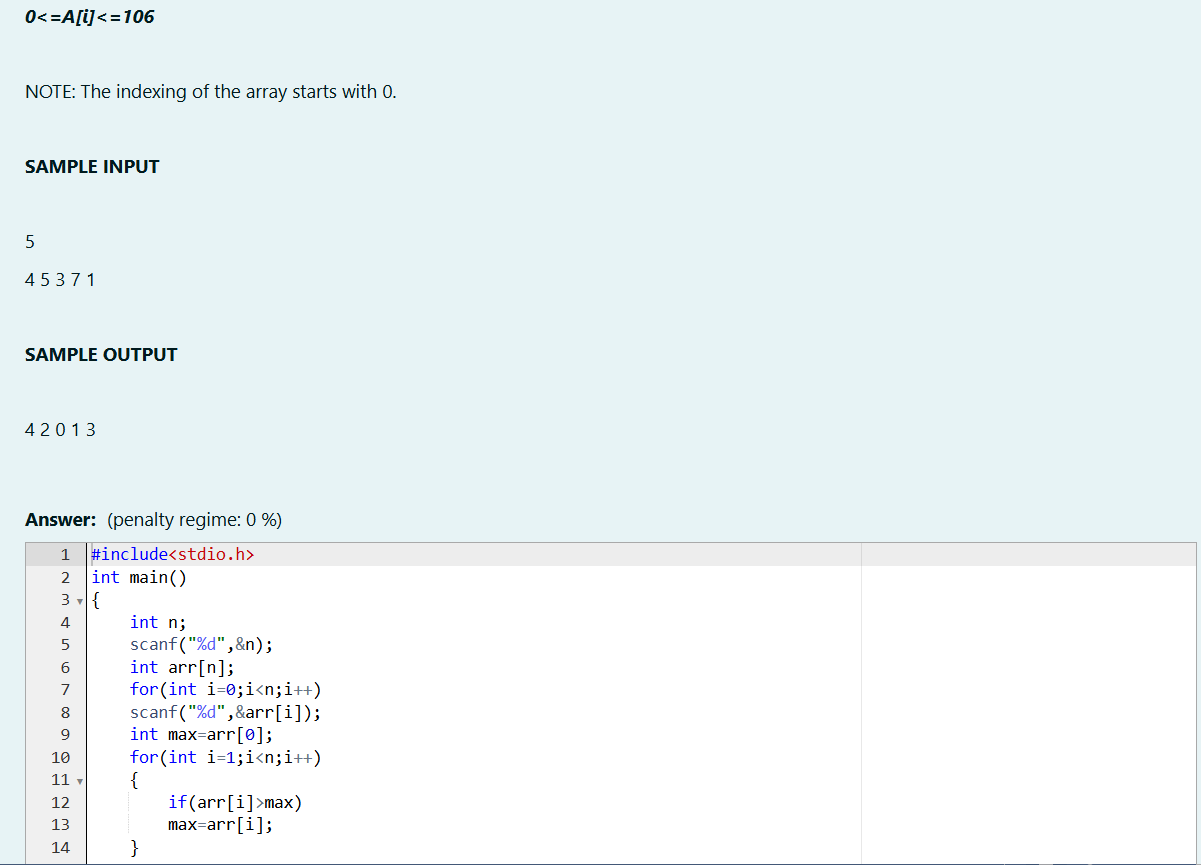 0<=A[i]<=106
NOTE: The indexing of the array starts with 0.
SAMPLE INPUT
5
4 5 3 7 1
SAMPLE OUTPUT
4 2 0 1 3
Answer: (penalty regime: 0 %)
1 #include<stdio.h>
2 int main()
3 {
4     int n;
5     scanf("%d",&n);
6     int arr[n];
7     for(int i=0;i<n;i++)
8     scanf("%d",&arr[i]);
9     int max=arr[0];
10     for(int i=1;i<n;i++)
11     {
12         if(arr[i]>max)
13         max=arr[i];
14     }